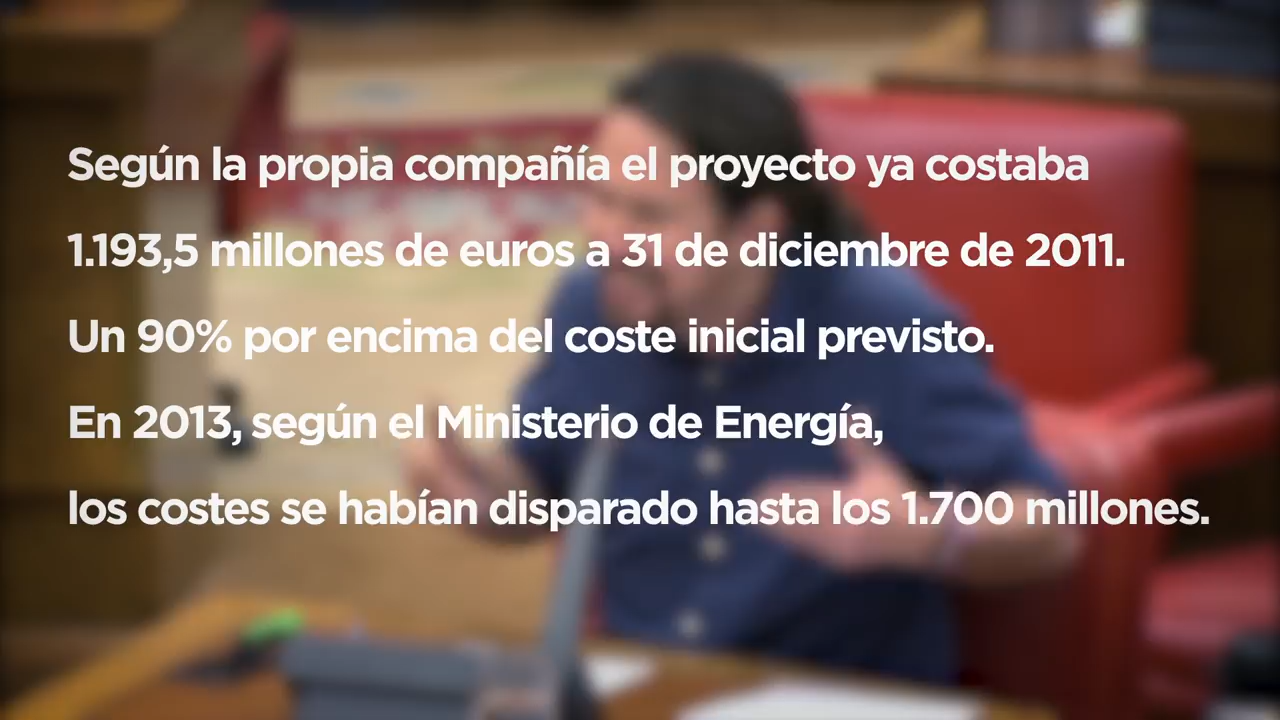 Según la propia compañía el proyecto ya costaba
1.193,5 millones de euros a 31 de diciembre de 2011.
Un 90% por encima del coste inicial previsto.
En 2013, según el Ministerio de Energía,
los costes se habían disparado hasta los 1.700 millones.